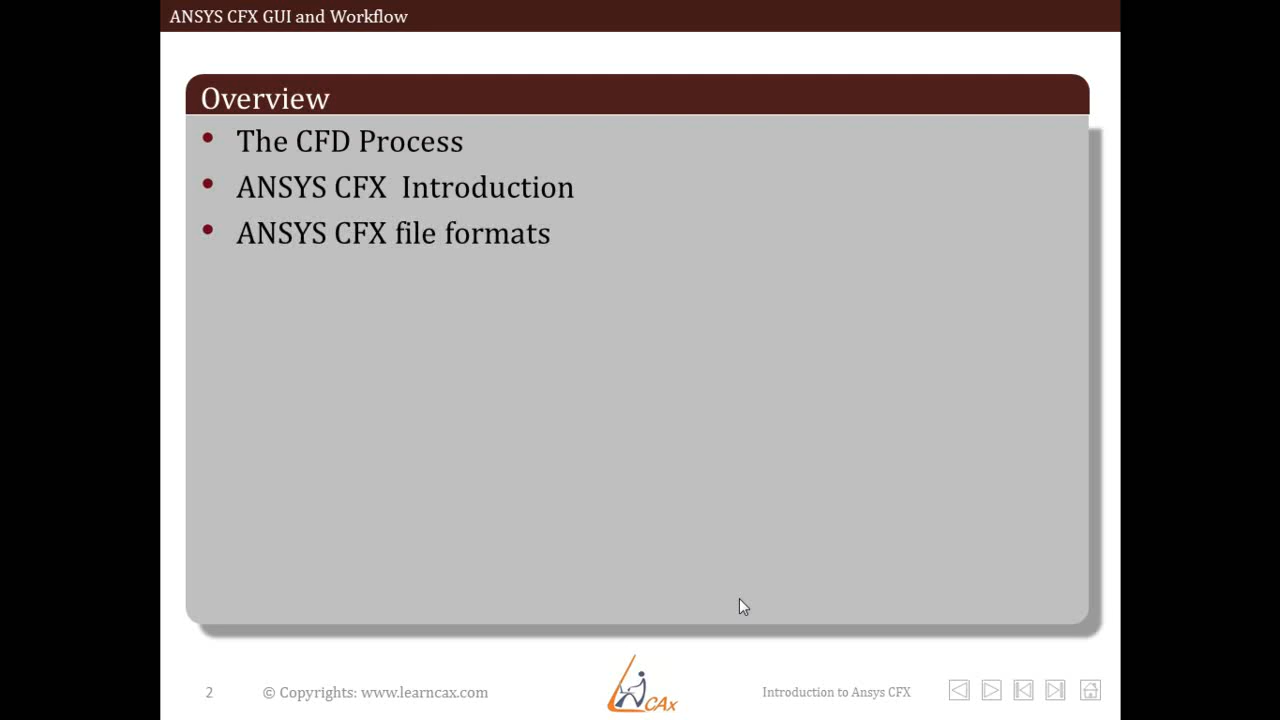 ANSYS CFX GUI and Workflow
Overview
• The CFD Process
• ANSYS CFX  Introduction
• ANSYS CFX file formats
2
© Copyrights: www.learncax.com
CAx
Introduction to Ansys CFX